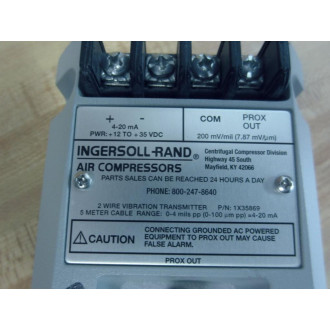 + -
4-20 mA
PWR: +12 TO + 35 VDC
COM
PROX OUT
200 mV/mil (7.87 mV/µm)
INGERSOLL-RAND®
AIR COMPRESSORS
Centrifugal Compressor Division
Highway 45 South
Mayfield, KY 42066
PARTS SALES CAN BE REACHED 24 HOURS A DAY
PHONE: 800-247-8640
2 WIRE VIBRATION TRANSMITTER P/N: 1X35869
5 METER CABLE RANGE: 0-4 mils pp (0-100 µm pp) =4-20 mA
CAUTION
CONNECTING GROUNDED AC POWERED
EQUIPMENT TO PROX OUT MAY CAUSE
FALSE ALARM.
PROX OUT